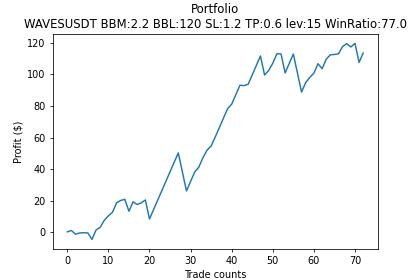 Portfolio
WAVESUSDT BBM:2.2 BBL:120 SL:1.2 TP:0.6 lev:15 WinRatio:77.0
Profit ($)
120
100
80
60
40
20
0
0 10 20 30 40 50 60 70
Trade counts